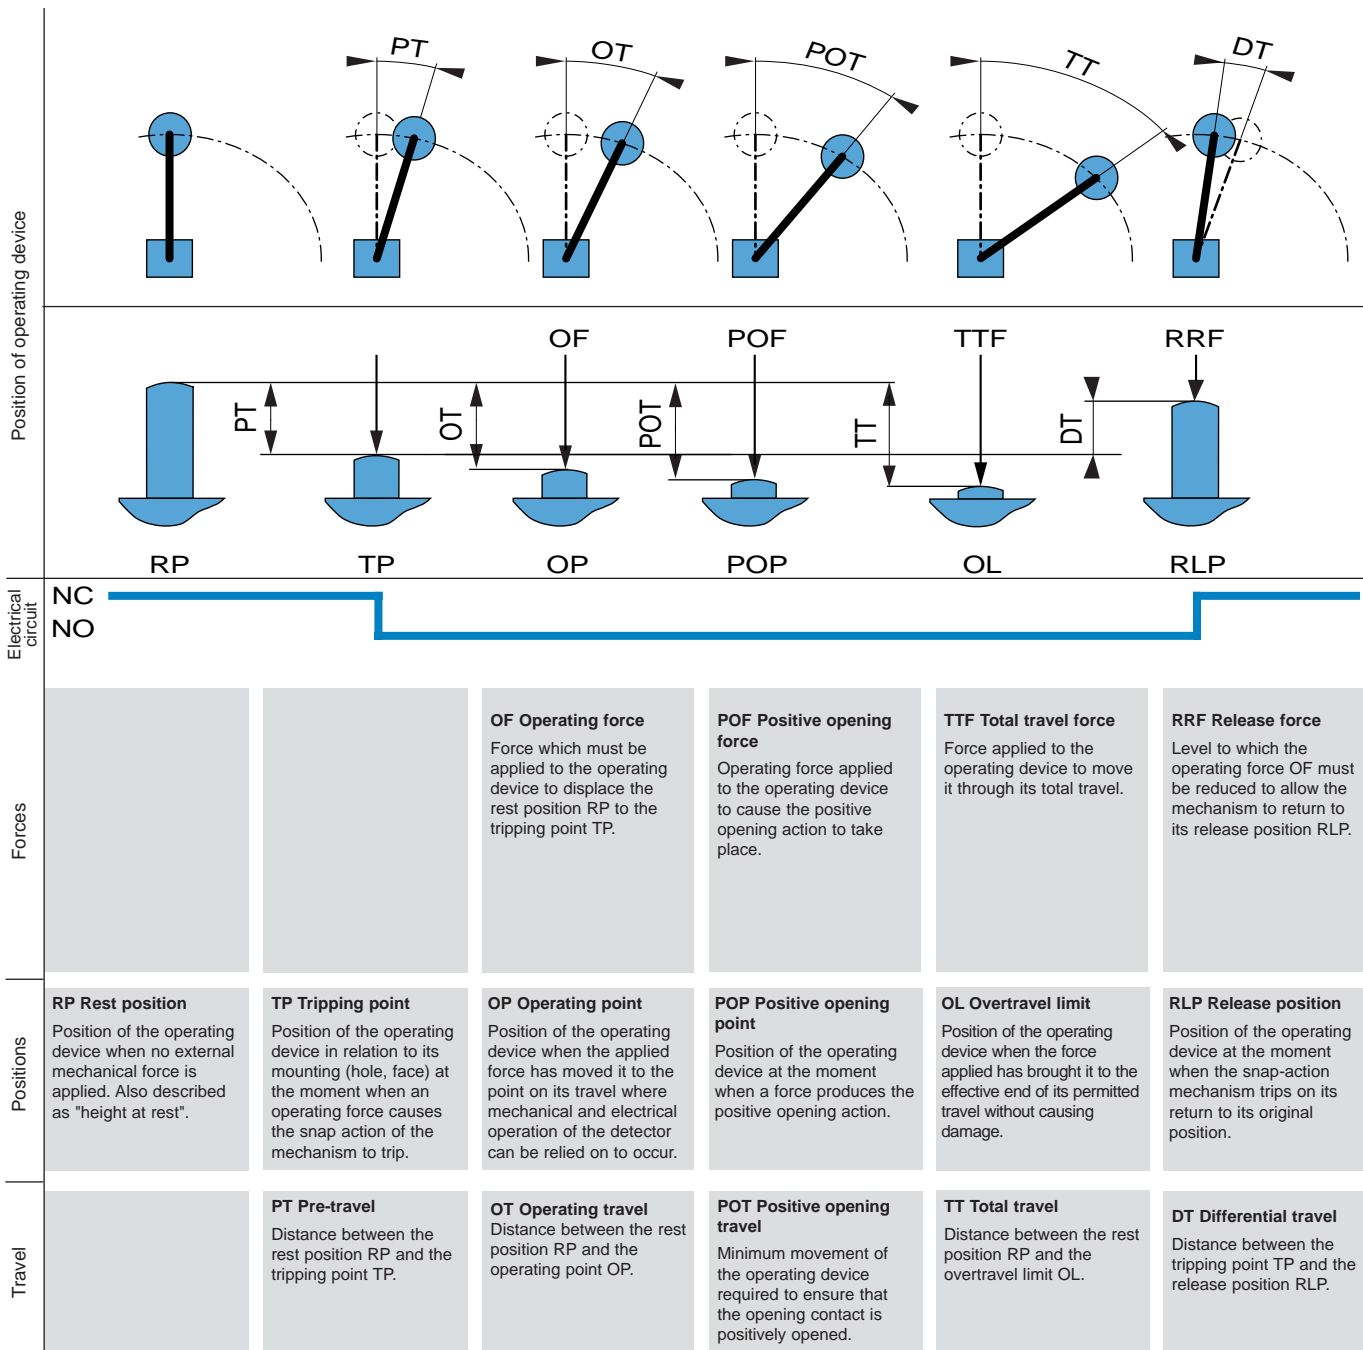 PT
OT
POT
TT
DT
Position of operating device
OF
POF
TTF
RRF
PT
OT
POT
TT
DT
RP
TP
OP
POP
OL
RLP
Electrical
circuit
NC
NO
Forces
OF Operating force
Force which must be
applied to the operating
device to displace the
rest position RP to the
tripping point TP.
POF Positive opening
force
Operating force applied
to the operating device
to cause the positive
opening action to take
place.
TTF Total travel force
Force applied to the
operating device to move
it through its total travel.
RRF Release force
Level to which the
operating force OF must
be reduced to allow the
mechanism to return to
its release position RLP.
Positions
RP Rest position
Position of the operating
device when no external
mechanical force is
applied. Also described
as "height at rest".
TP Tripping point
Position of the operating
device in relation to its
mounting (hole, face) at
the moment when an
operating force causes
the snap action of the
mechanism to trip.
OP Operating point
Position of the operating
device when the applied
force has moved it to the
point on its travel where
mechanical and electrical
operation of the detector
can be relied on to occur.
POP Positive opening
point
Position of the operating
device at the moment
when a force produces the
positive opening action.
OL Overtravel limit
Position of the operating
device when the force
applied has brought it to the
effective end of its permitted
travel without causing
damage.
RLP Release position
Position of the operating
device at the moment
when the snap-action
mechanism trips on its
return to its original
position.
Travel
PT Pre-travel
Distance between the
rest position RP and the
tripping point TP.
OT Operating travel
Distance between the rest
position RP and the
operating point OP.
POT Positive opening
travel
Minimum movement of
the operating device
required to ensure that
the opening contact is
positively opened.
TT Total travel
Distance between the rest
position RP and the
overtravel limit OL.
DT Differential travel
Distance between the
tripping point TP and the
release position RLP.